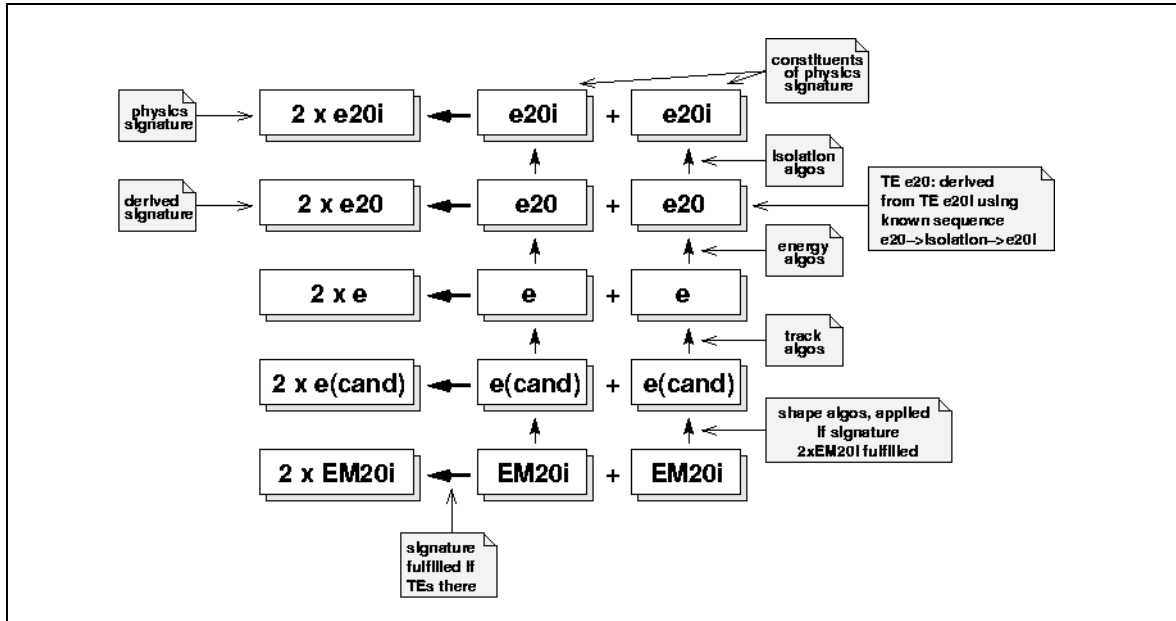 constituents
of physics
signature
physics
signature
2 x e20i
e20i
+
e20i
isolation
algos
derived
signature
2 x e20
e20
+
e20
TE e20: derived
from TE e20i using
known sequence
e20->isolation->e20i
energy
algos
2 x e
e
+
e
track
algos
2 x e(cand)
e(cand)
+
e(cand)
shape algos, applied
if signature
2xEM20i fulfilled
2 x EM20i
EM20i
+
EM20i
signature
fulfilled if
TEs there